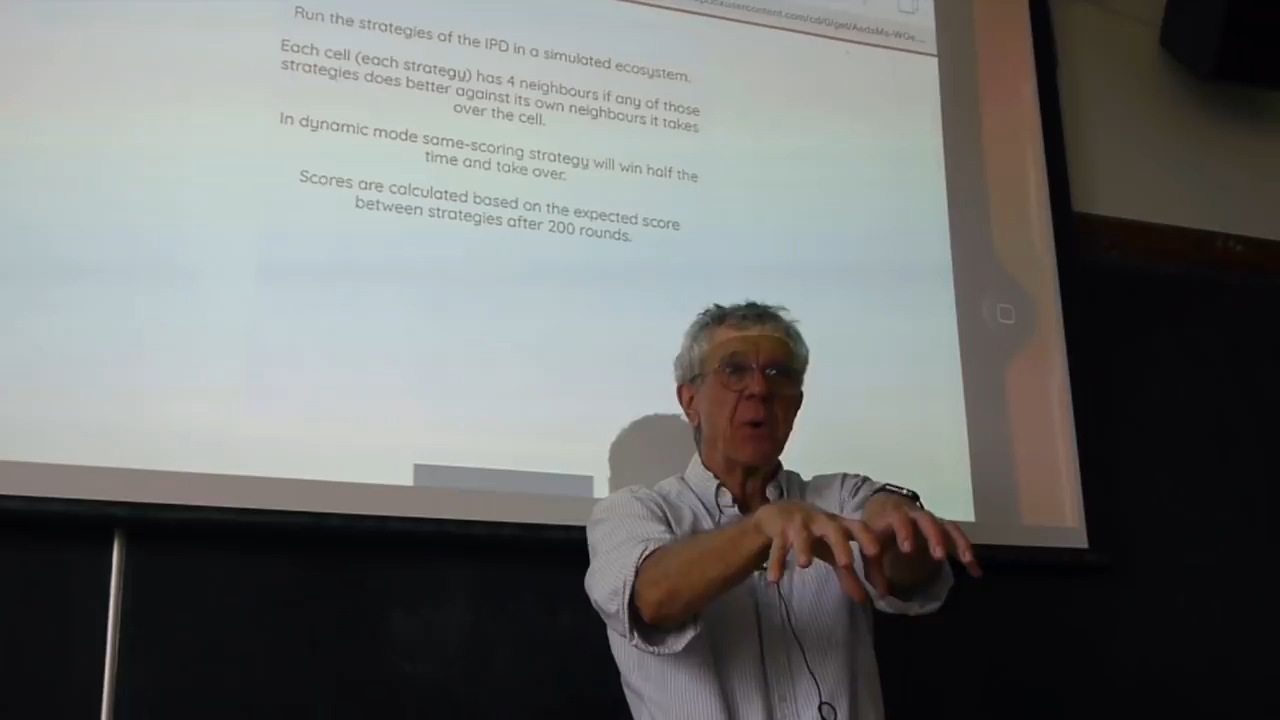 Run the strategies of the IPD in a simulated ecosystem.
Each cell (each strategy) has 4 neighbours if any of those
strategies does better against its own neighbours it takes
over the cell.
In dynamic mode same-scoring strategy will win half the
time and take over.
Scores are calculated based on the expected score
between strategies after 200 rounds.